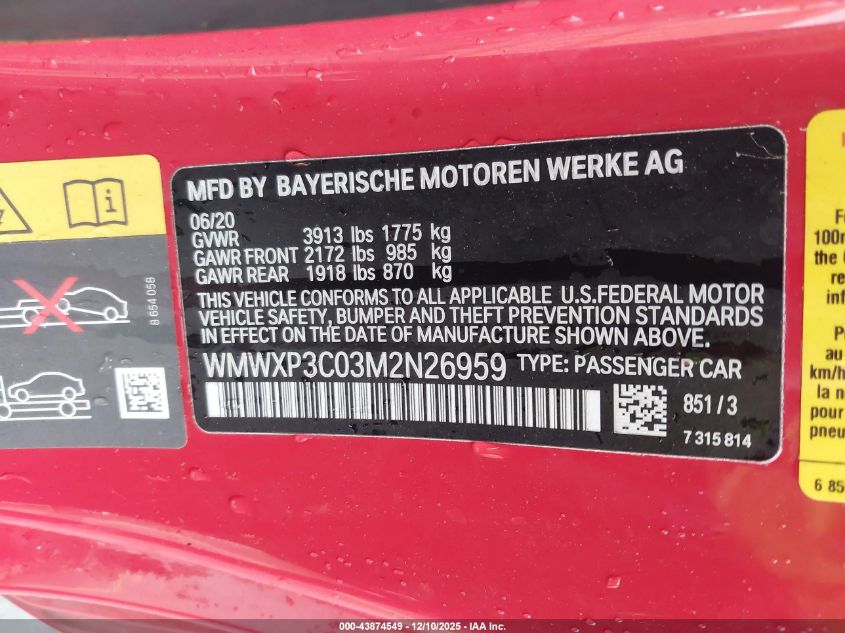 MFD BY BAYERISCHE MOTOREN WERKE AG
06/20
GVWR 3913 lbs 1775 kg
GAWR FRONT 2172 lbs 985 kg
GAWR REAR 1918 lbs 870 kg
THIS VEHICLE CONFORMS TO ALL APPLICABLE U.S.FEDERAL MOTOR
VEHICLE SAFETY, BUMPER AND THEFT PREVENTION STANDARDS
IN EFFECT ON THE DATE OF MANUFACTURE SHOWN ABOVE.
WMWXP3C03M2N26959 TYPE: PASSENGER CAR
851 / 3
7 315 814
8 654 058
100m
the
infor
Po
au
km/h
la n
pour
pneu
6 85
000-43874549 — 12/10/2025 — IAA Inc.